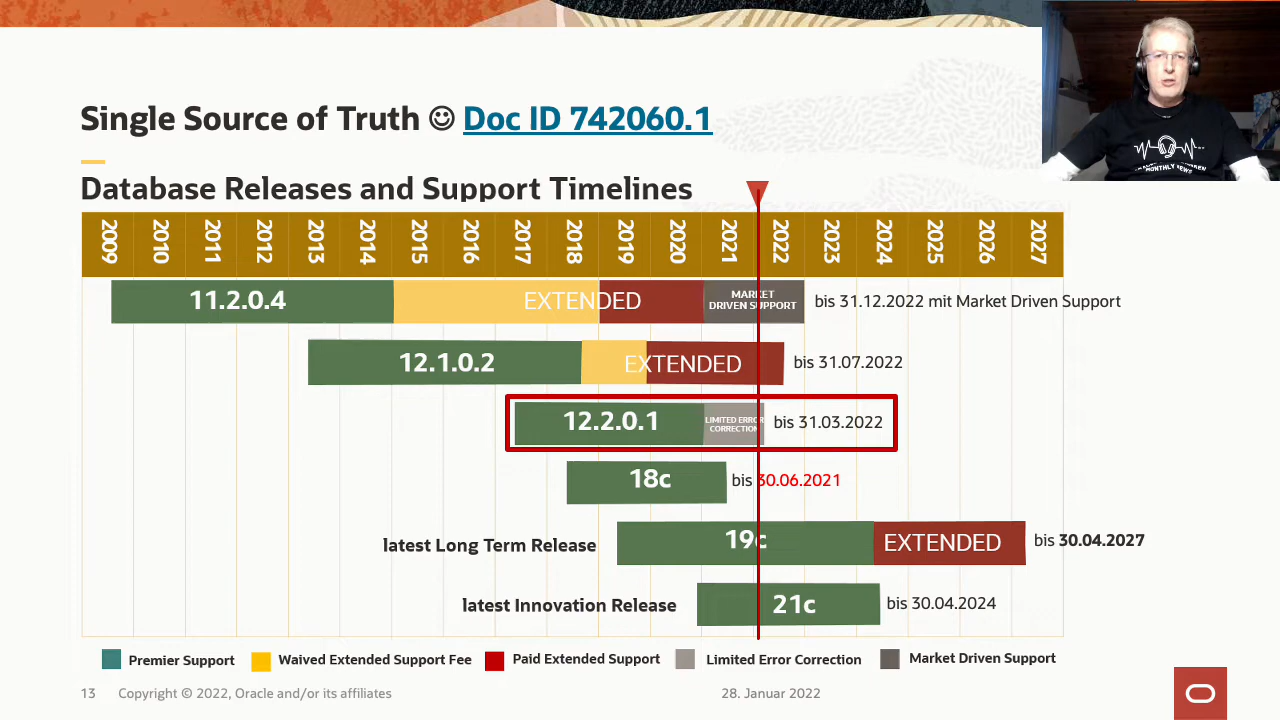 Single Source of Truth ☺ Doc ID 742060.1
MONTHLY NEWS
Database Releases and Support Timelines
2009 2010 2011 2012 2013 2014 2015 2016 2017 2018 2019 2020 2021 2022 2023 2024 2025 2026 2027
11.2.0.4 EXTENDED MARKET DRIVEN SUPPORT bis 31.12.2022 mit Market Driven Support
12.1.0.2 EXTENDED bis 31.07.2022
12.2.0.1 LIMITED ERROR CORRECTION bis 31.03.2022
18c bis 30.06.2021
latest Long Term Release 19c EXTENDED bis 30.04.2027
latest Innovation Release 21c bis 30.04.2024
Premier Support Waived Extended Support Fee Paid Extended Support Limited Error Correction Market Driven Support
13 Copyright © 2022, Oracle and/or its affiliates 28. Januar 2022